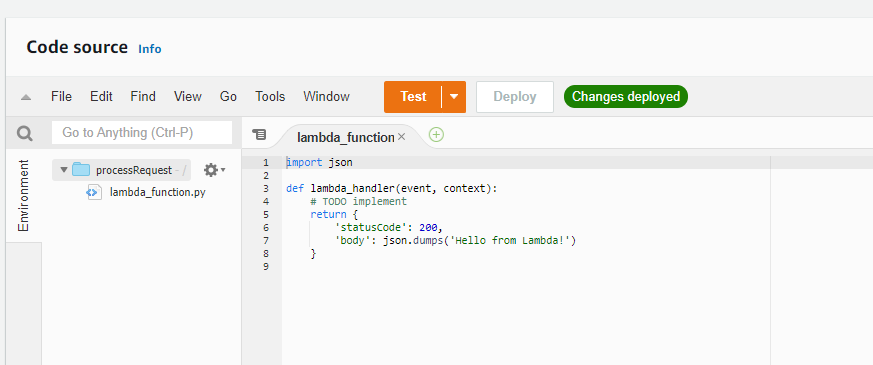 Code source Info
File Edit Find View Go Tools Window Test Deploy Changes deployed
Go to Anything (Ctrl-P)
lambda_function ×
Environment
processRequest - /
lambda_function.py
1 import json
2
3 def lambda_handler(event, context):
4     # TODO implement
5     return {
6         'statusCode': 200,
7         'body': json.dumps('Hello from Lambda!')
8     }
9